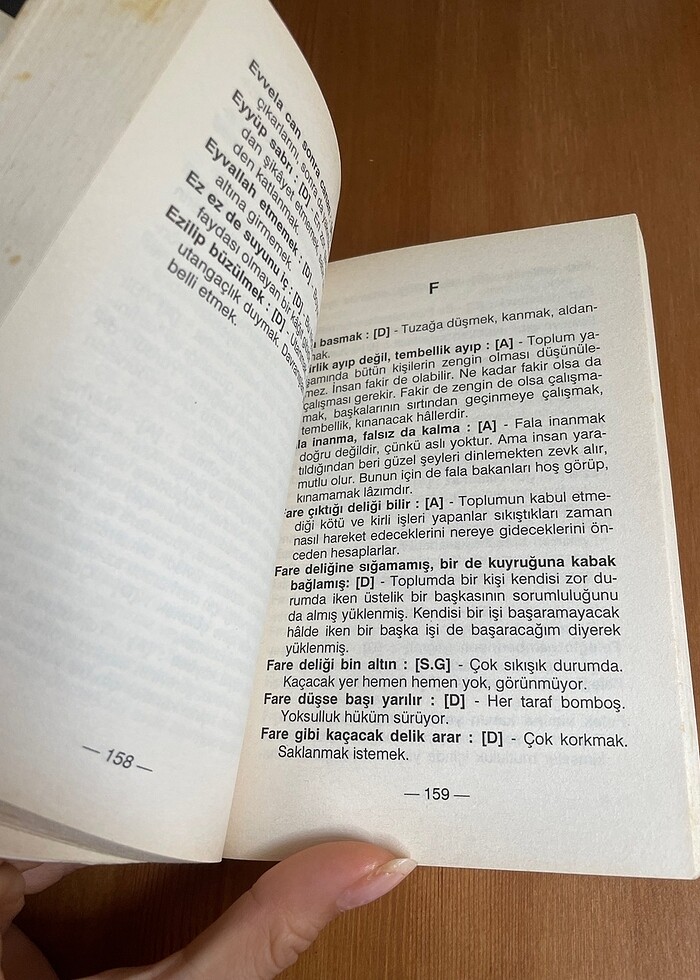 Evvela can sonra
çıkarlarını, sonra
Eyyüp sabrı : [D] -
dan şikâyet etmemek
den katlanmak.
Eyvallah etmemek : [D] -
altına girmemek.
Ez ez de suyunu iç : [D] -
faydası olmayan bir kâğıt
Ezilip büzülmek : [D] -
utangaçlık duymak.
belli etmek.
— 158 —
F
basmak : [D] - Tuzağa düşmek, kanmak, aldan-
değil, tembellik ayıp : [A] - Toplum ya-
bütün kişilerin zengin olması düşünüle-
mez. İnsan fakir de olabilir. Ne kadar fakir olsa da
çalışması gerekir. Fakir de zengin de olsa çalışma-
mak, başkalarının sırtından geçinmeye çalışmak,
tembellik, kınanacak hâllerdir.
inanma, falsız da kalma : [A] - Fala inanmak
doğru değildir, çünkü aslı yoktur. Ama insan yara-
tıldığından beri güzel şeyleri dinlemekten zevk alır,
mutlu olur. Bunun için de fala bakanları hoş görüp,
kınamamak lâzımdır.
Fare çıktığı deliği bilir : [A] - Toplumun kabul etme-
diği kötü ve kirli işleri yapanlar sıkıştıkları zaman
nasıl hareket edeceklerini nereye gideceklerini ön-
ceden hesaplarlar.
Fare deliğine sığamamış, bir de kuyruğuna kabak
bağlamış: [D] - Toplumda bir kişi kendisi zor du-
rumda iken üstelik bir başkasının sorumluluğunu
da almış yüklenmiş. Kendisi bir işi başaramayacak
hâlde iken bir başka işi de başaracağım diyerek
yüklenmiş.
Fare deliği bin altın : [S.G] - Çok sıkışık durumda.
Kaçacak yer hemen hemen yok, görünmüyor.
Fare düşse başı yarılır : [D] - Her taraf bomboş.
Yoksulluk hüküm sürüyor.
Fare gibi kaçacak delik arar : [D] - Çok korkmak.
Saklanmak istemek.
— 159 —